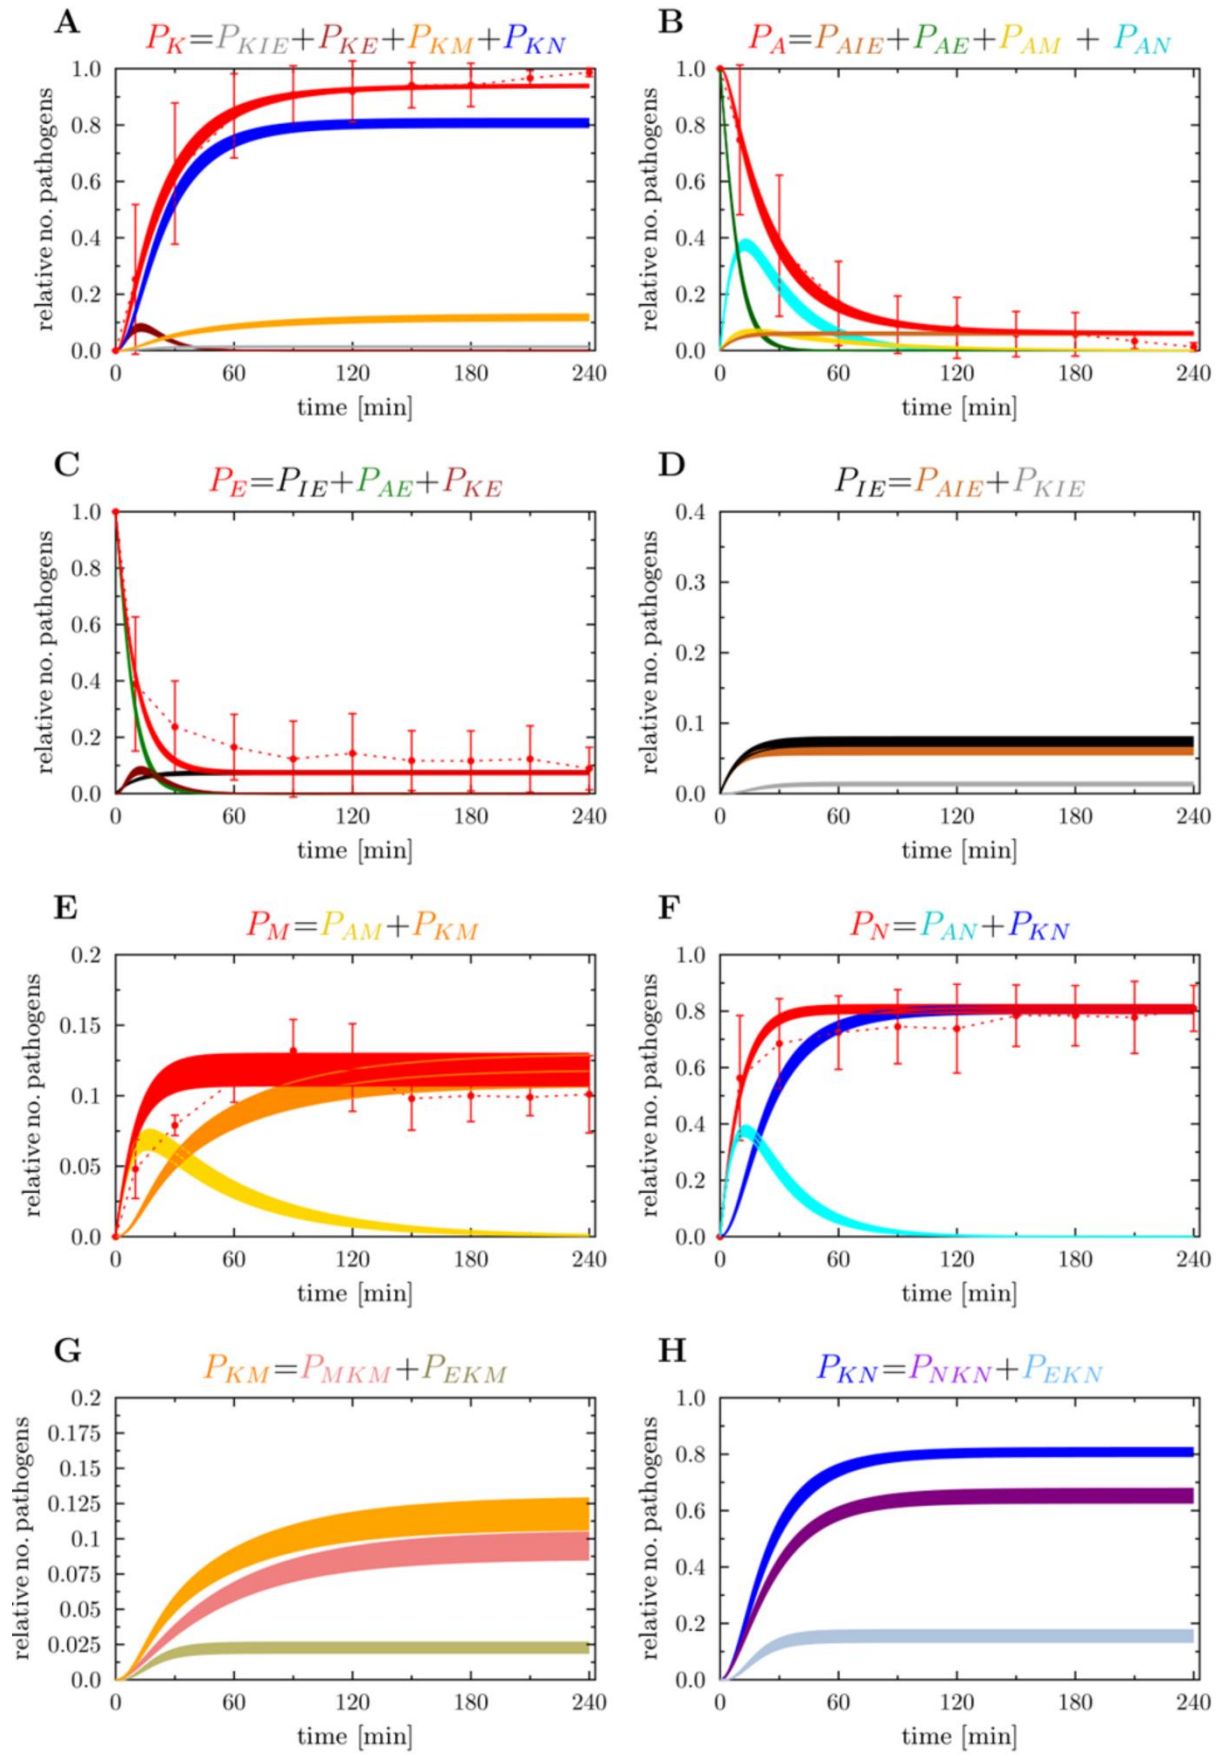 A
P_K=P_KIE+P_KE+P_KM+P_KN
relative no. pathogens
1.0
0.8
0.6
0.4
0.2
0.0
0 60 120 180 240
time [min]
B
P_A=P_AIE+P_AE+P_AM + P_AN
relative no. pathogens
1.0
0.8
0.6
0.4
0.2
0.0
0 60 120 180 240
time [min]
C
P_E=P_IE+P_AE+P_KE
relative no. pathogens
1.0
0.8
0.6
0.4
0.2
0.0
0 60 120 180 240
time [min]
D
P_IE=P_AIE+P_KIE
relative no. pathogens
0.4
0.3
0.2
0.1
0.0
0 60 120 180 240
time [min]
E
P_M=P_AM+P_KM
relative no. pathogens
0.2
0.15
0.1
0.05
0.0
0 60 120 180 240
time [min]
F
P_N=P_AN+P_KN
relative no. pathogens
1.0
0.8
0.6
0.4
0.2
0.0
0 60 120 180 240
time [min]
G
P_KM=P_MKM+P_EKM
relative no. pathogens
0.2
0.175
0.15
0.125
0.1
0.075
0.05
0.025
0.0
0 60 120 180 240
time [min]
H
P_KN=P_NKN+P_EKN
relative no. pathogens
1.0
0.8
0.6
0.4
0.2
0.0
0 60 120 180 240
time [min]